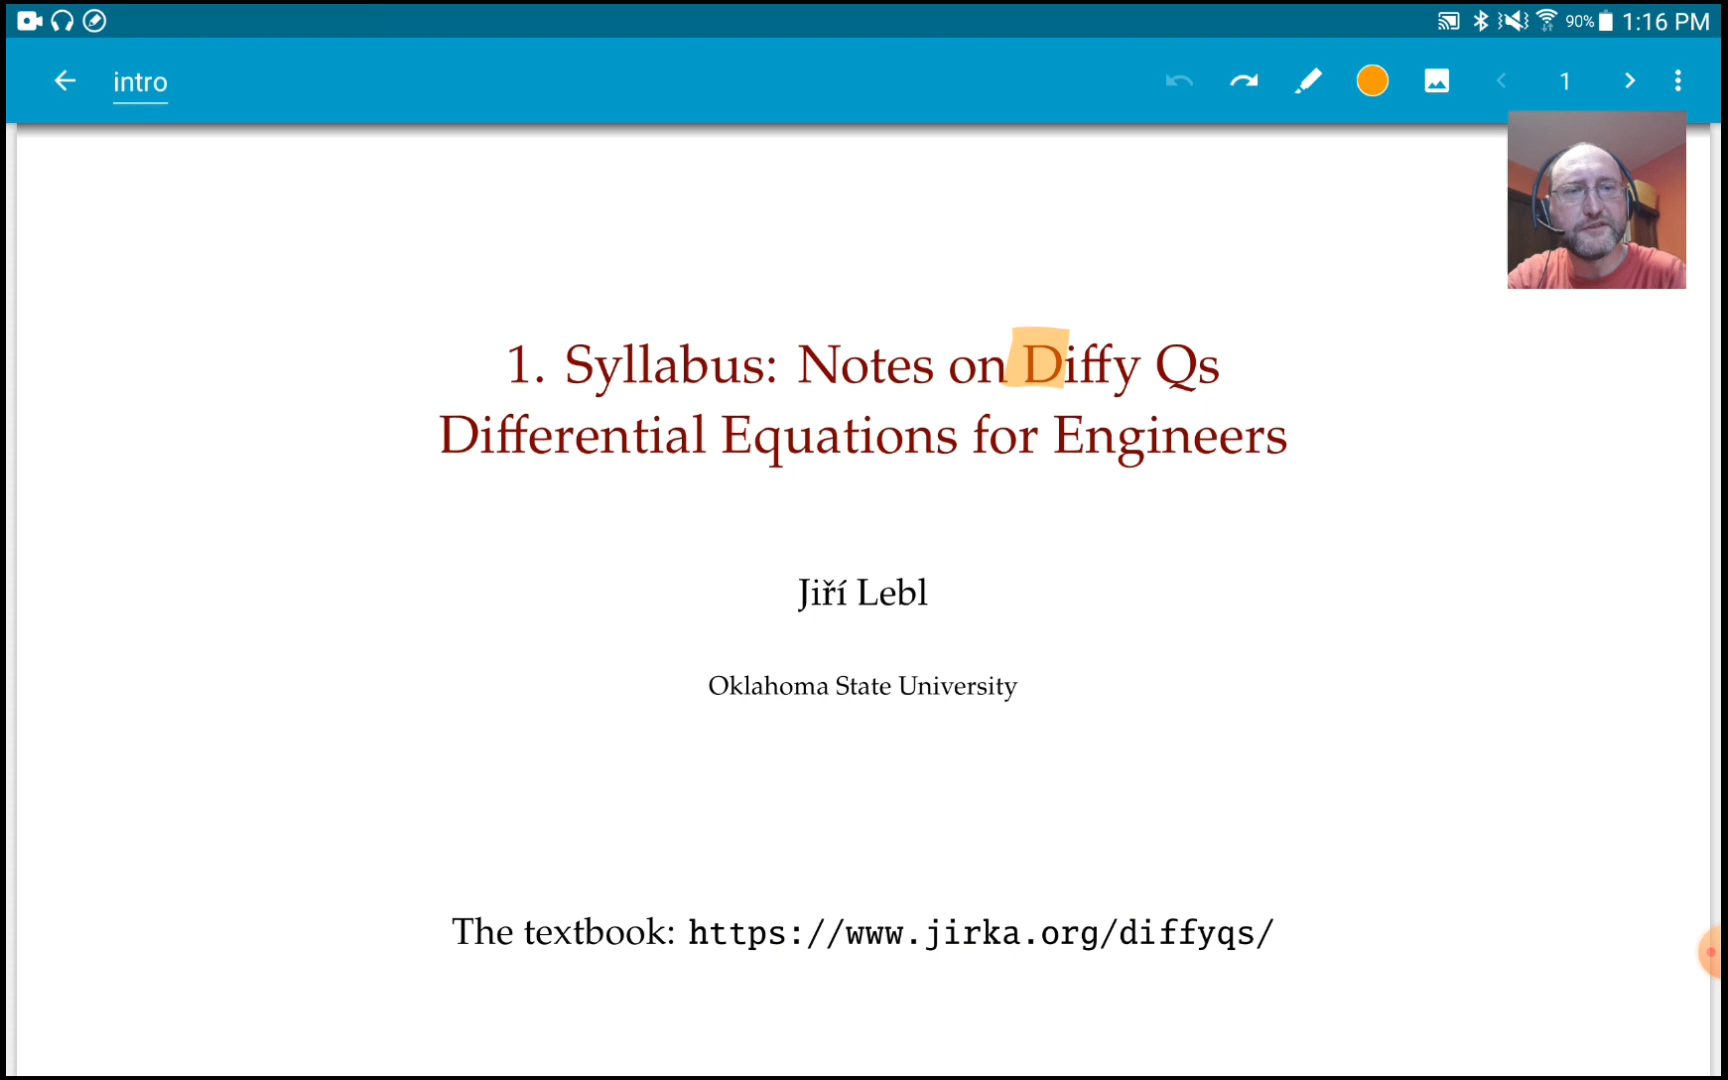 90% 1:16 PM
intro
1
1. Syllabus: Notes on Diffy Qs
Differential Equations for Engineers
Jiří Lebl
Oklahoma State University
The textbook: https://www.jirka.org/diffyqs/